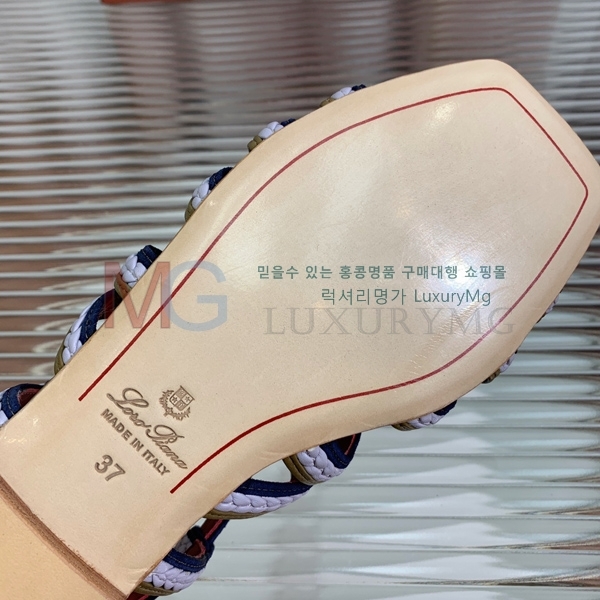 믿을수 있는 홍콩명품 구매대행 쇼핑몰
럭셔리명가 LuxuryMg
MG LUXURYMG
Loro Piana
MADE IN ITALY
37